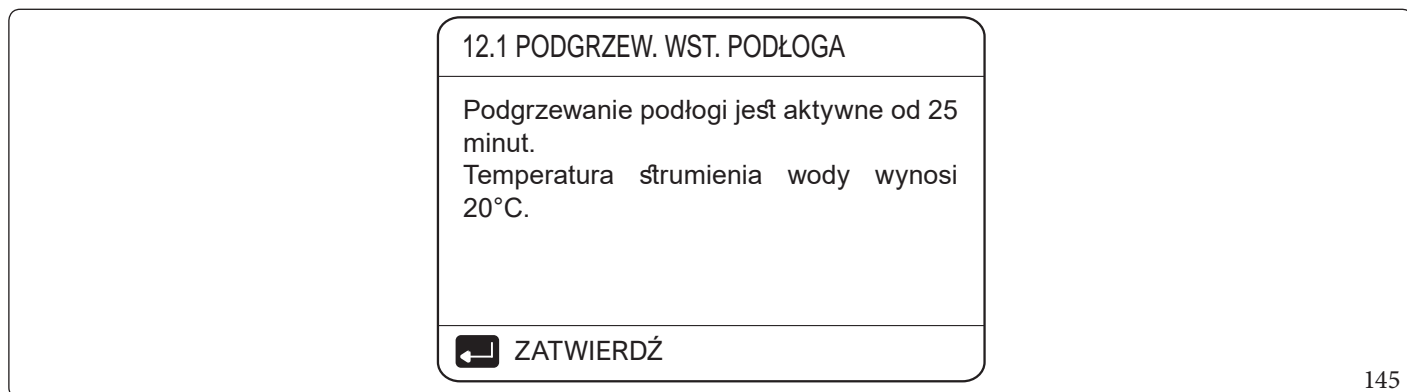 12.1 PODGRZEW. WST. PODŁOGA
Podgrzewanie podłogi jest aktywne od 25
minut.
Temperatura strumienia wody wynosi
20°C.
ZATWIERDŹ
145